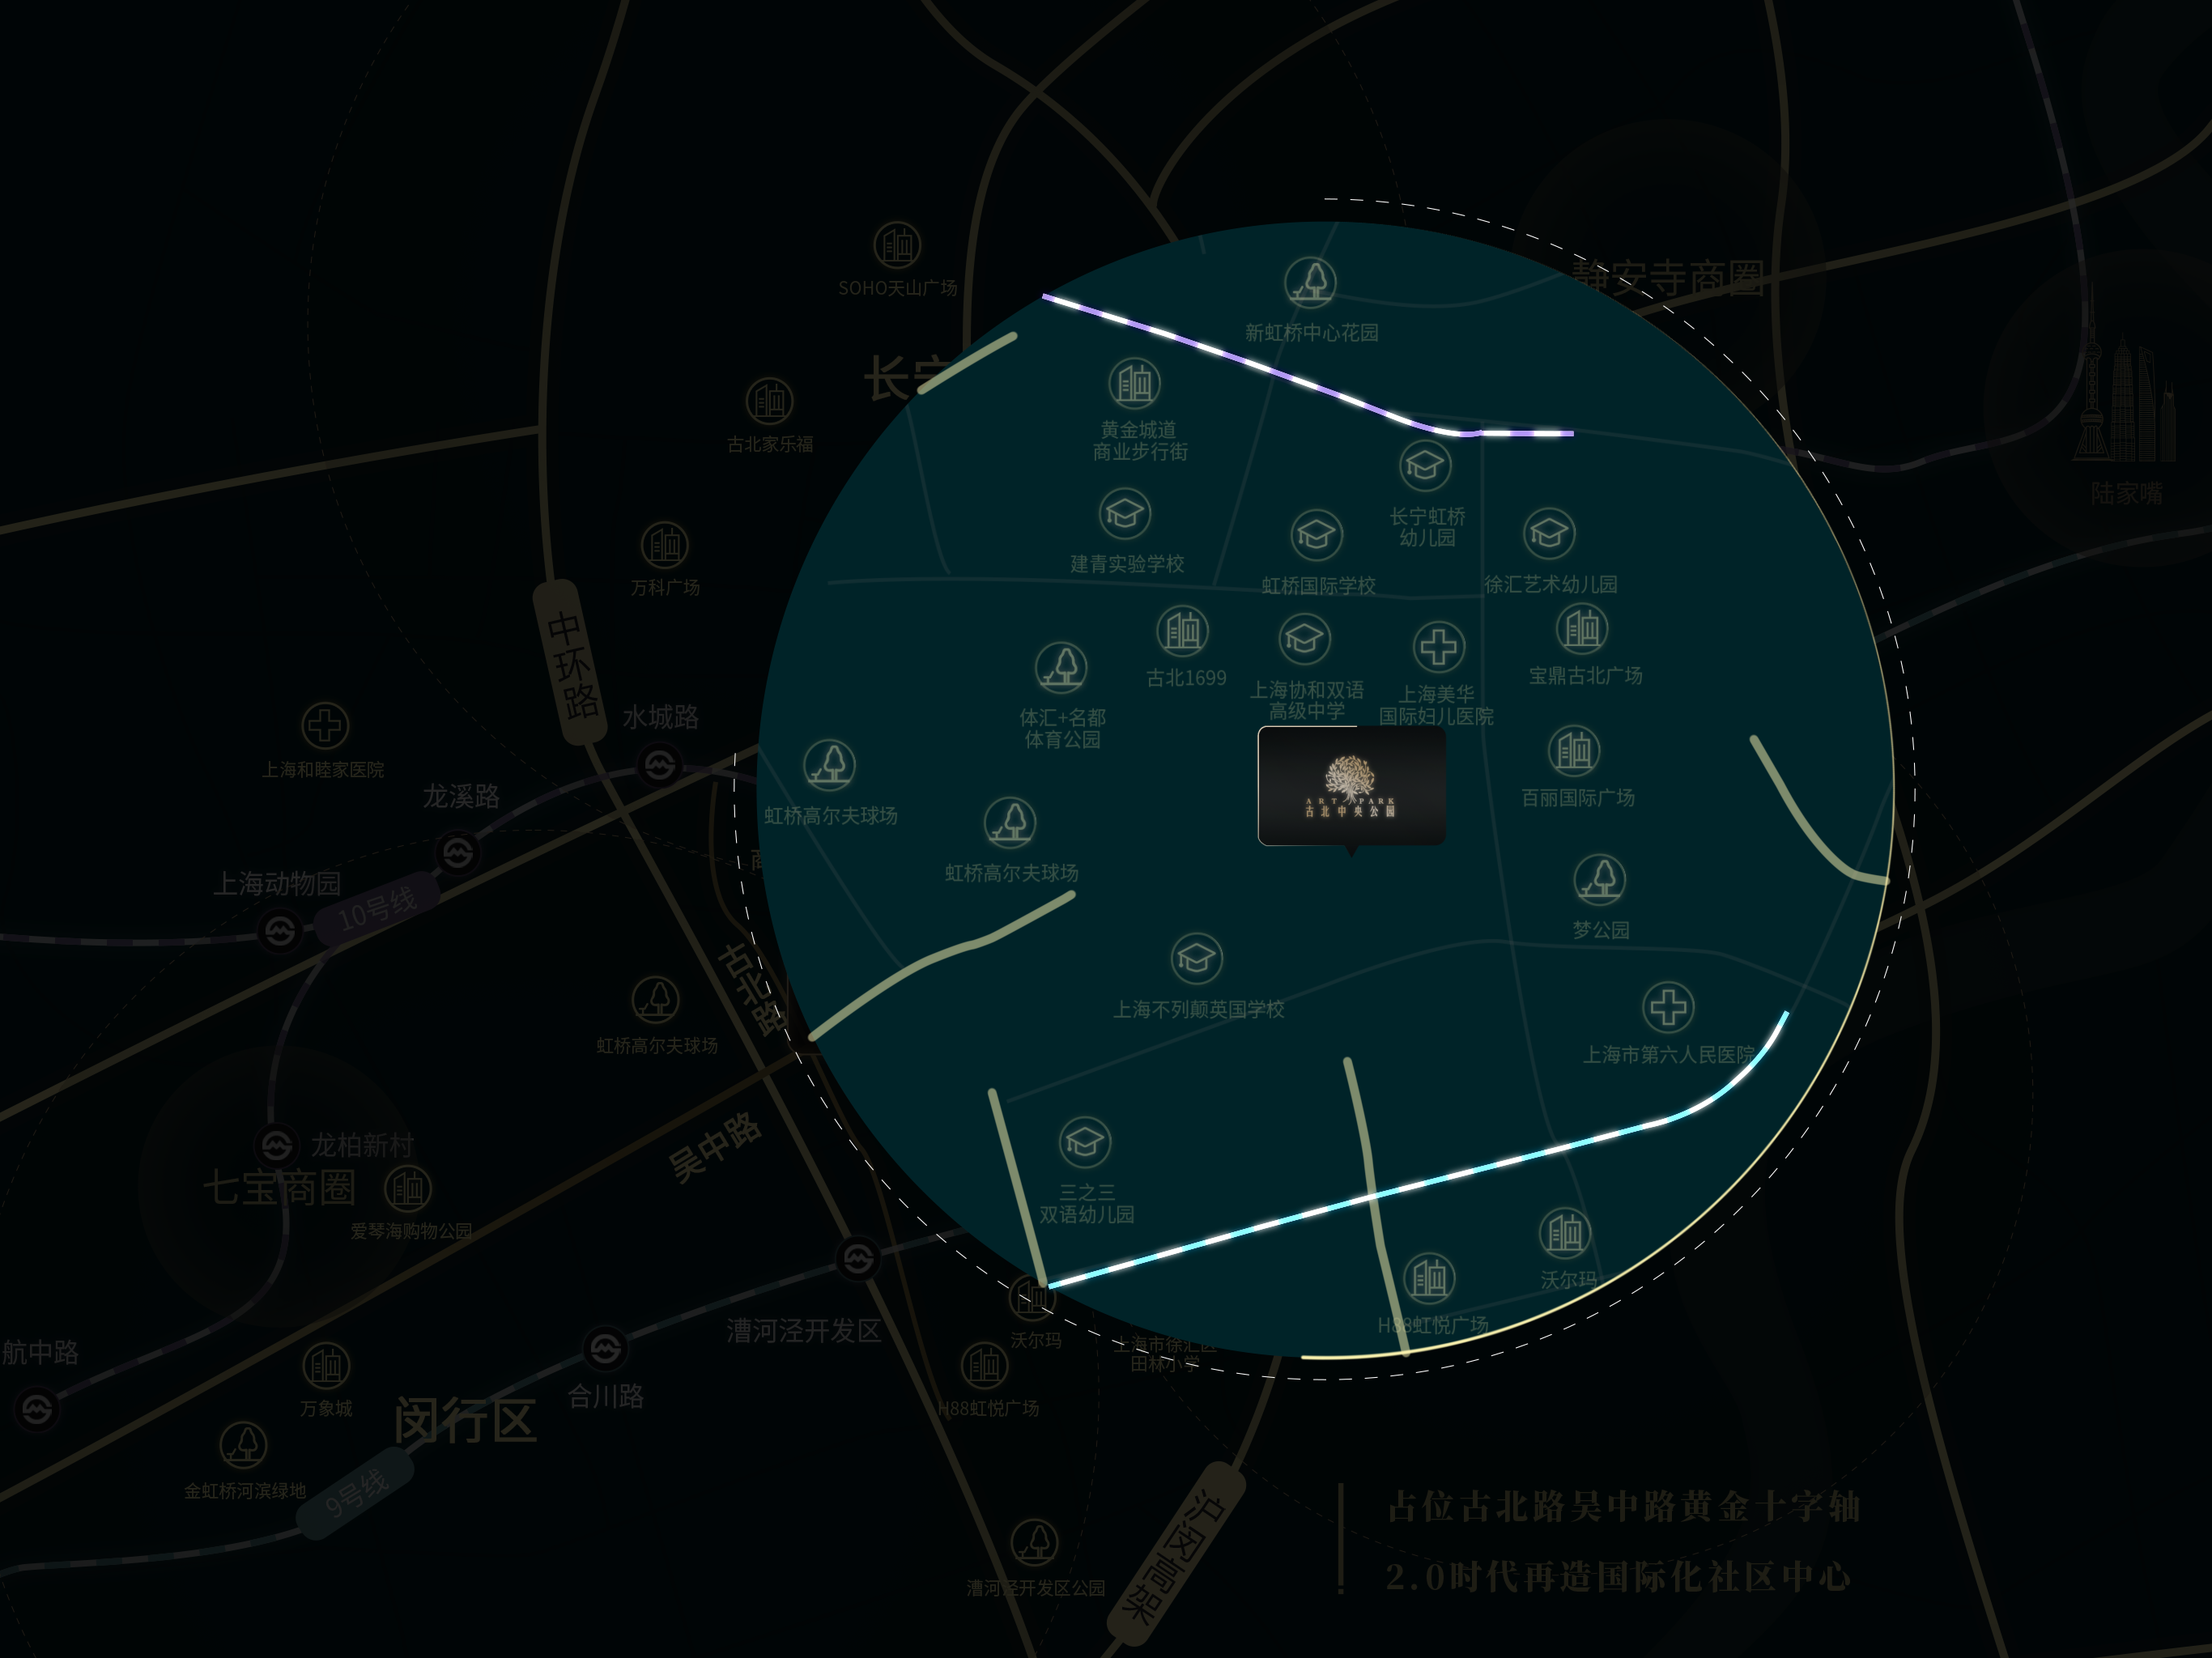 静安寺商圈
SOHO天山广场
长宁
新虹桥中心花园
古北家乐福
黄金城道
商业步行街
陆家嘴
长宁虹桥
幼儿园
建青实验学校
虹桥国际学校
徐汇艺术幼儿园
万科广场
中环路
古北1699
上海协和双语
高级中学
上海美华
国际妇儿医院
宝鼎古北广场
体汇+名都
体育公园
水城路
上海和睦家医院
龙溪路
虹桥高尔夫球场
ART PARK
古北中央公园
百丽国际广场
虹桥高尔夫球场
上海动物园
10号线
梦公园
古北路
上海不列颠英国学校
虹桥高尔夫球场
上海市第六人民医院
吴中路
龙柏新村
七宝商圈
爱琴海购物公园
三之三
双语幼儿园
沃尔玛
漕河泾开发区
H88虹悦广场
沃尔玛
上海市徐汇区
田林小学
航中路
合川路
万象城
H88虹悦广场
闵行区
金虹桥河滨绿地
9号线
沪闵高架
漕河泾开发区公园
占位古北路吴中路黄金十字轴
2.0时代再造国际化社区中心